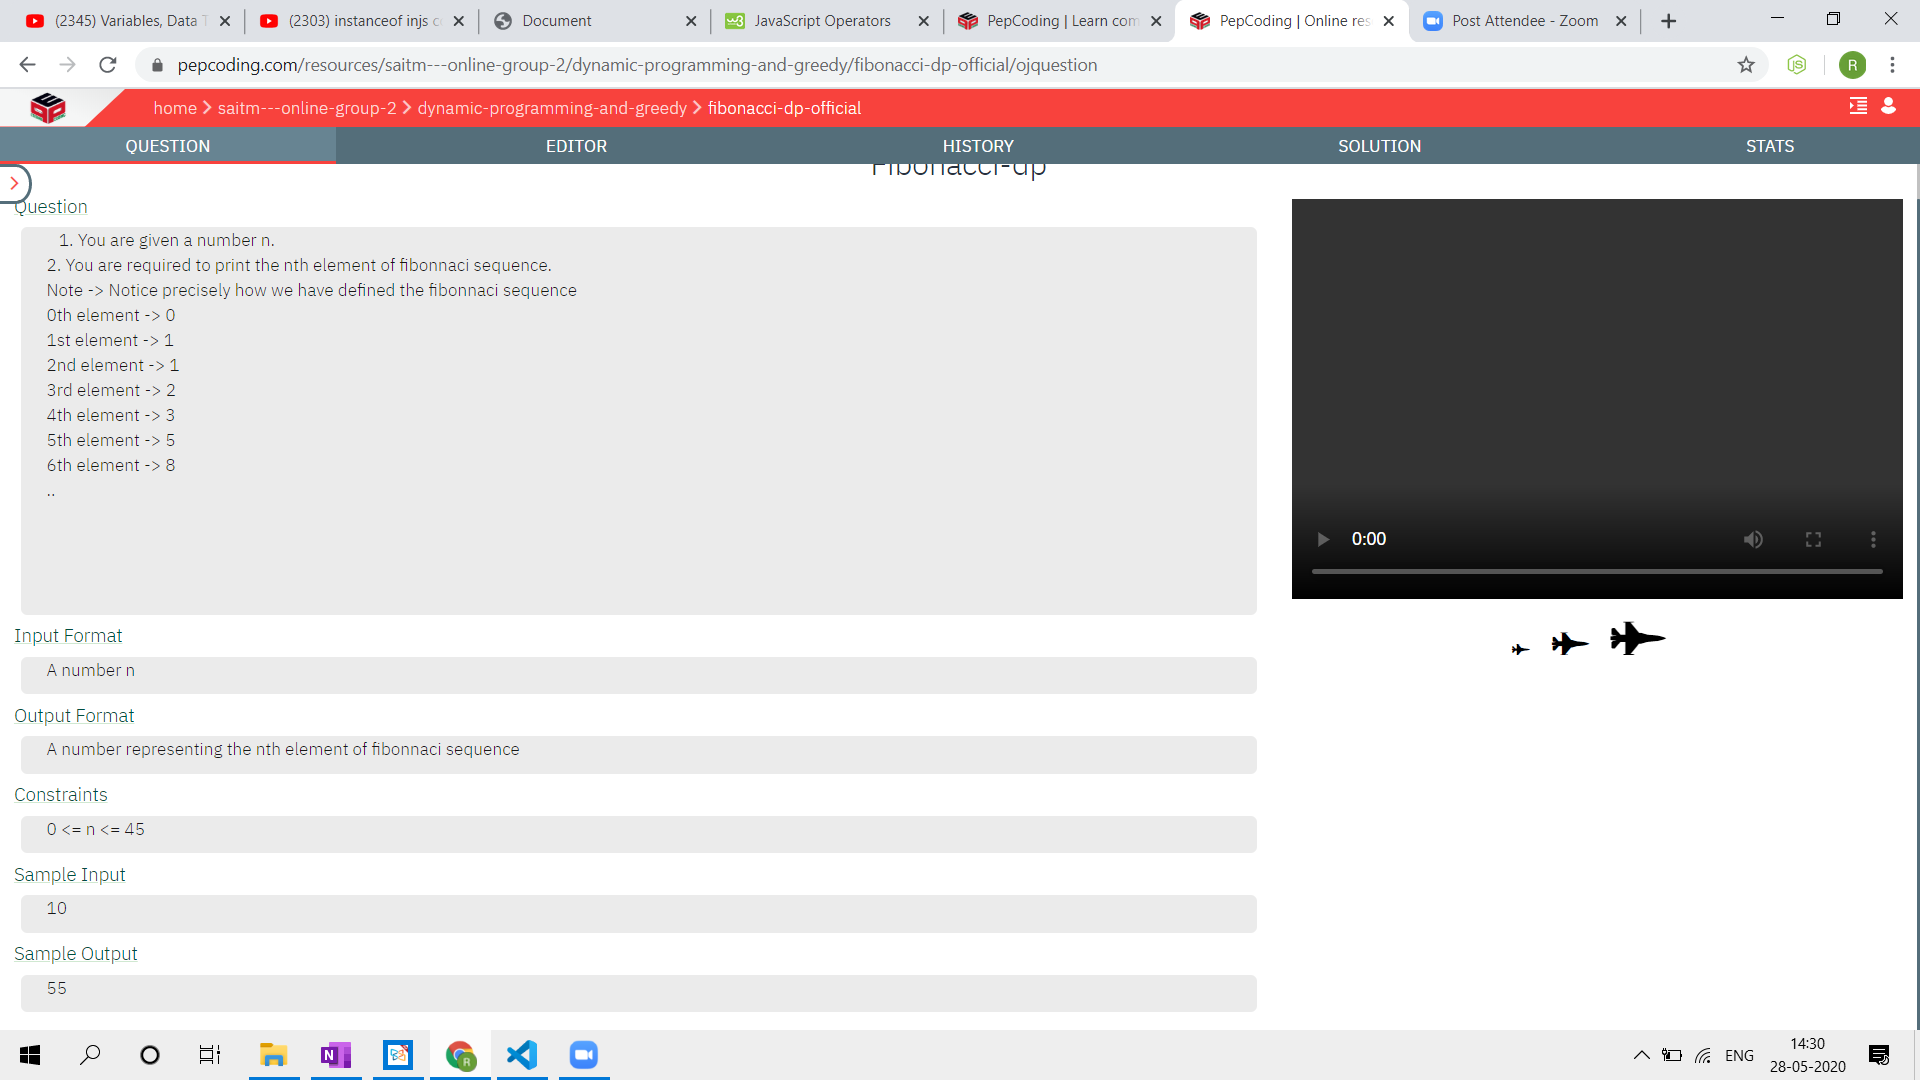 (2345) Variables, Data T
(2303) instanceof injs c
Document
JavaScript Operators
PepCoding | Learn com
PepCoding | Online res
Post Attendee - Zoom
pepcoding.com/resources/saitm---online-group-2/dynamic-programming-and-greedy/fibonacci-dp-official/ojquestion
R
home > saitm---online-group-2 > dynamic-programming-and-greedy > fibonacci-dp-official
QUESTION
EDITOR
HISTORY
SOLUTION
STATS
Fibonacci-dp
Question
1. You are given a number n.
2. You are required to print the nth element of fibonnaci sequence.
Note -> Notice precisely how we have defined the fibonnaci sequence
0th element -> 0
1st element -> 1
2nd element -> 1
3rd element -> 2
4th element -> 3
5th element -> 5
6th element -> 8
..
0:00
Input Format
A number n
Output Format
A number representing the nth element of fibonnaci sequence
Constraints
0 <= n <= 45
Sample Input
10
Sample Output
55
ENG
14:30
28-05-2020